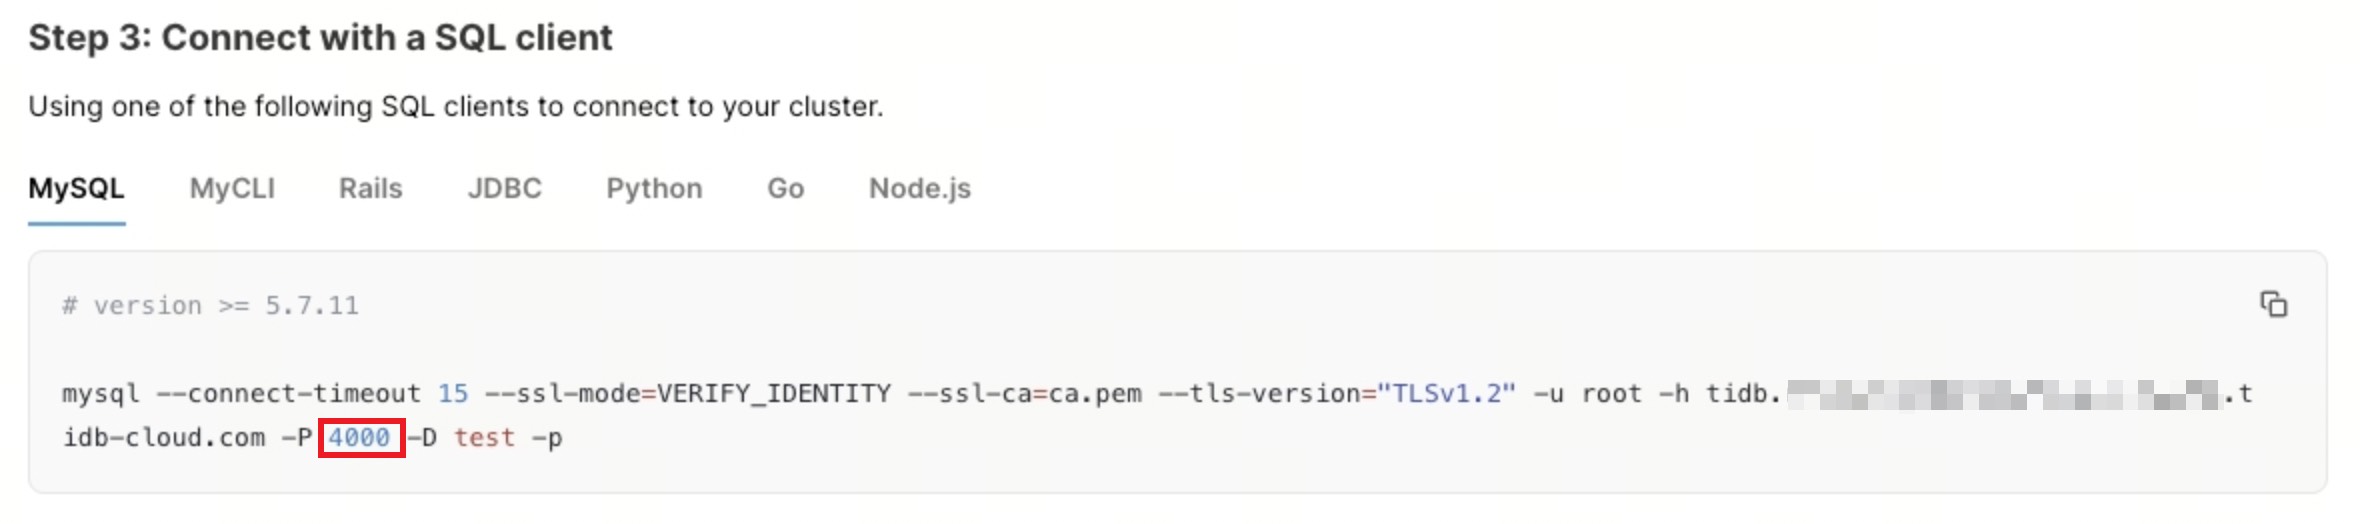 Step 3: Connect with a SQL client
Using one of the following SQL clients to connect to your cluster.
MySQL MyCLI Rails JDBC Python Go Node.js
# version >= 5.7.11
mysql --connect-timeout 15 --ssl-mode=VERIFY_IDENTITY --ssl-ca=ca.pem --tls-version="TLSv1.2" -u root -h tidb. .t
idb-cloud.com -P 4000 -D test -p